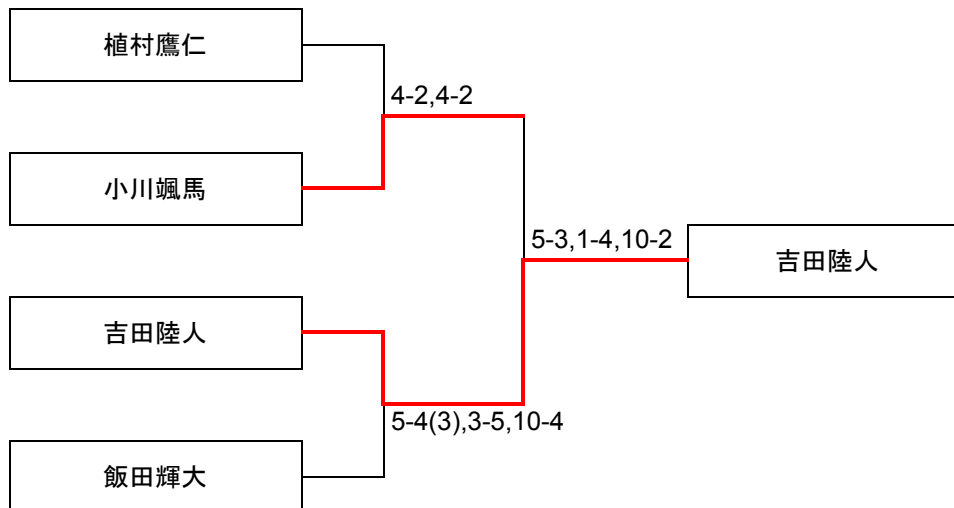 植村鷹仁
4-2,4-2
小川颯馬
5-3,1-4,10-2
吉田陸人
吉田陸人
5-4(3),3-5,10-4
飯田輝大